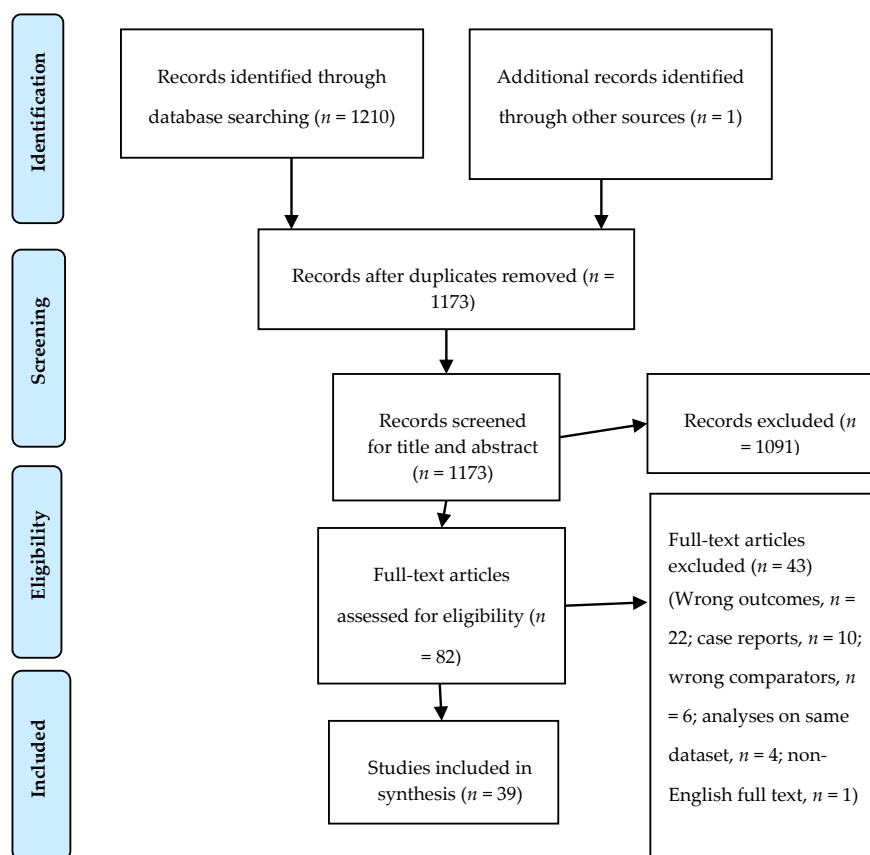 Identification
Records identified through
database searching (n = 1210)
Additional records identified
through other sources (n = 1)
Screening
Records after duplicates removed (n =
1173)
Records screened
for title and abstract
(n = 1173)
Records excluded (n
= 1091)
Eligibility
Full-text articles
assessed for eligibility (n
= 82)
Full-text articles
excluded (n = 43)
(Wrong outcomes, n =
22; case reports, n = 10;
wrong comparators, n
= 6; analyses on same
dataset, n = 4; non-
English full text, n = 1)
Included
Studies included in
synthesis (n = 39)